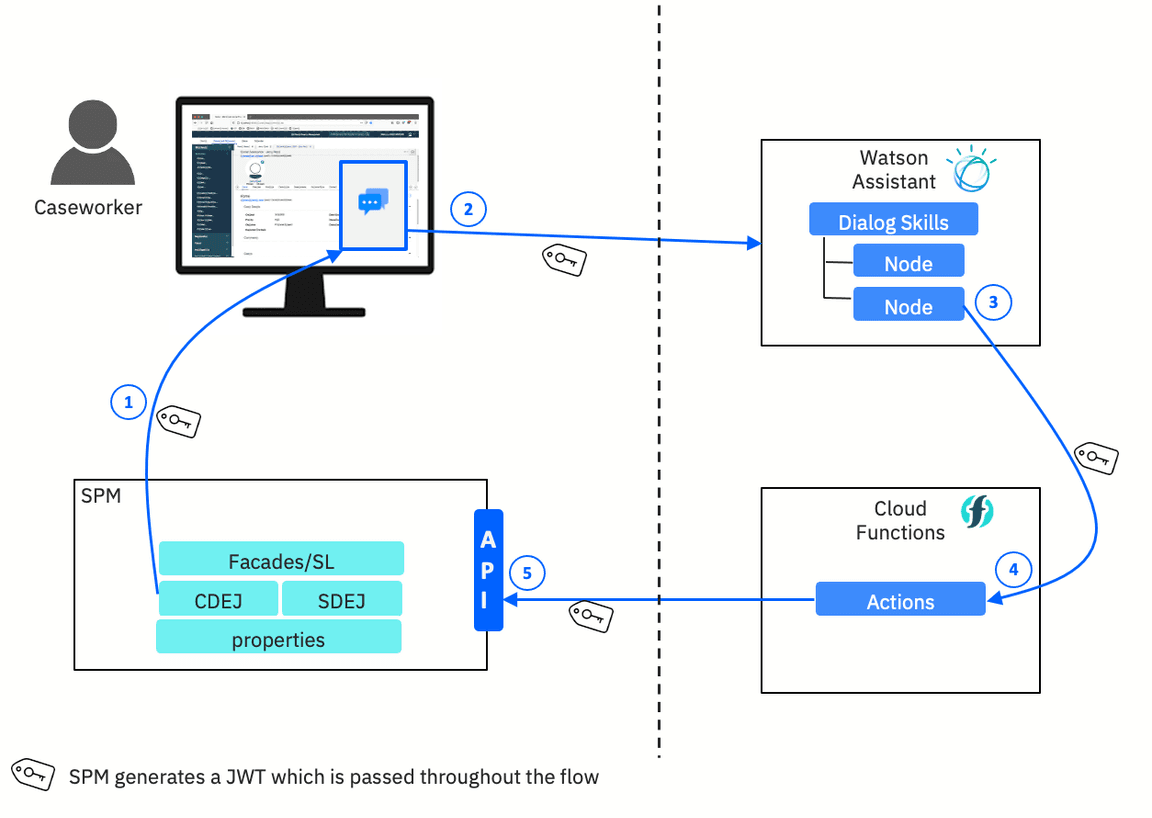 Caseworker
2
Watson
Assistant
Dialog Skills
Node
Node
3
1
SPM
Facades/SL
CDEJ
SDEJ
properties
A
P
I
5
Cloud
Functions
4
Actions
SPM generates a JWT which is passed throughout the flow